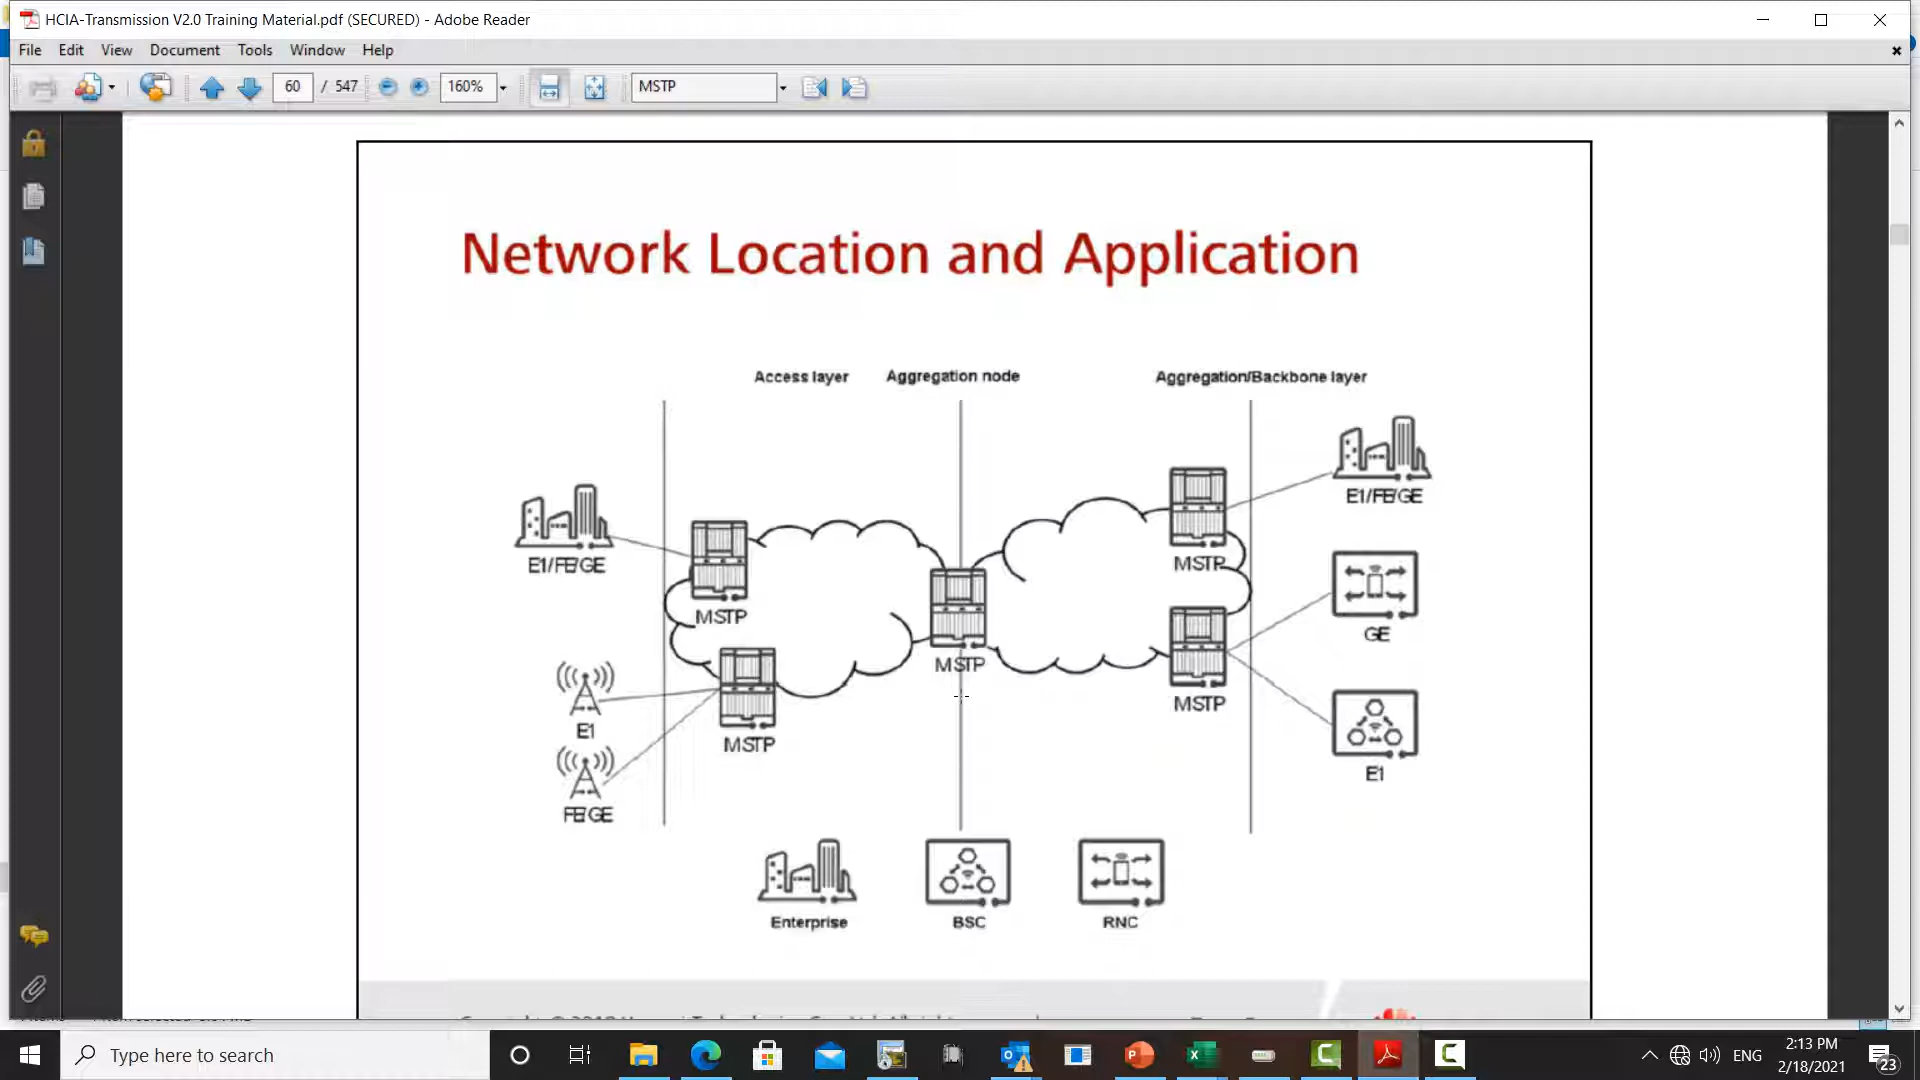 HCIA-Transmission V2.0 Training Material.pdf (SECURED) - Adobe Reader
File Edit View Document Tools Window Help
60 / 547 160% MSTP
Network Location and Application
Access layer Aggregation node Aggregation/Backbone layer
E1/FE/GE
E1/FE/GE
MSTP
MSTP
MSTP
GE
MSTP
MSTP
E1
MSTP
E1
FE/GE
Enterprise BSC RNC
Type here to search
ENG
2:13 PM
2/18/2021
23